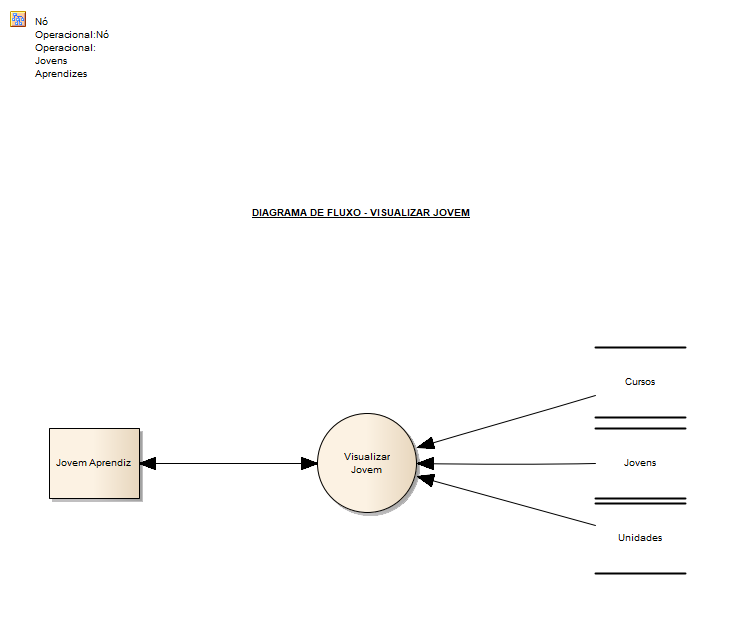 Nó
Operacional:Nó
Operacional:
Jovens
Aprendizes
DIAGRAMA DE FLUXO - VISUALIZAR JOVEM
Cursos
Jovem Aprendiz
Visualizar
Jovem
Jovens
Unidades